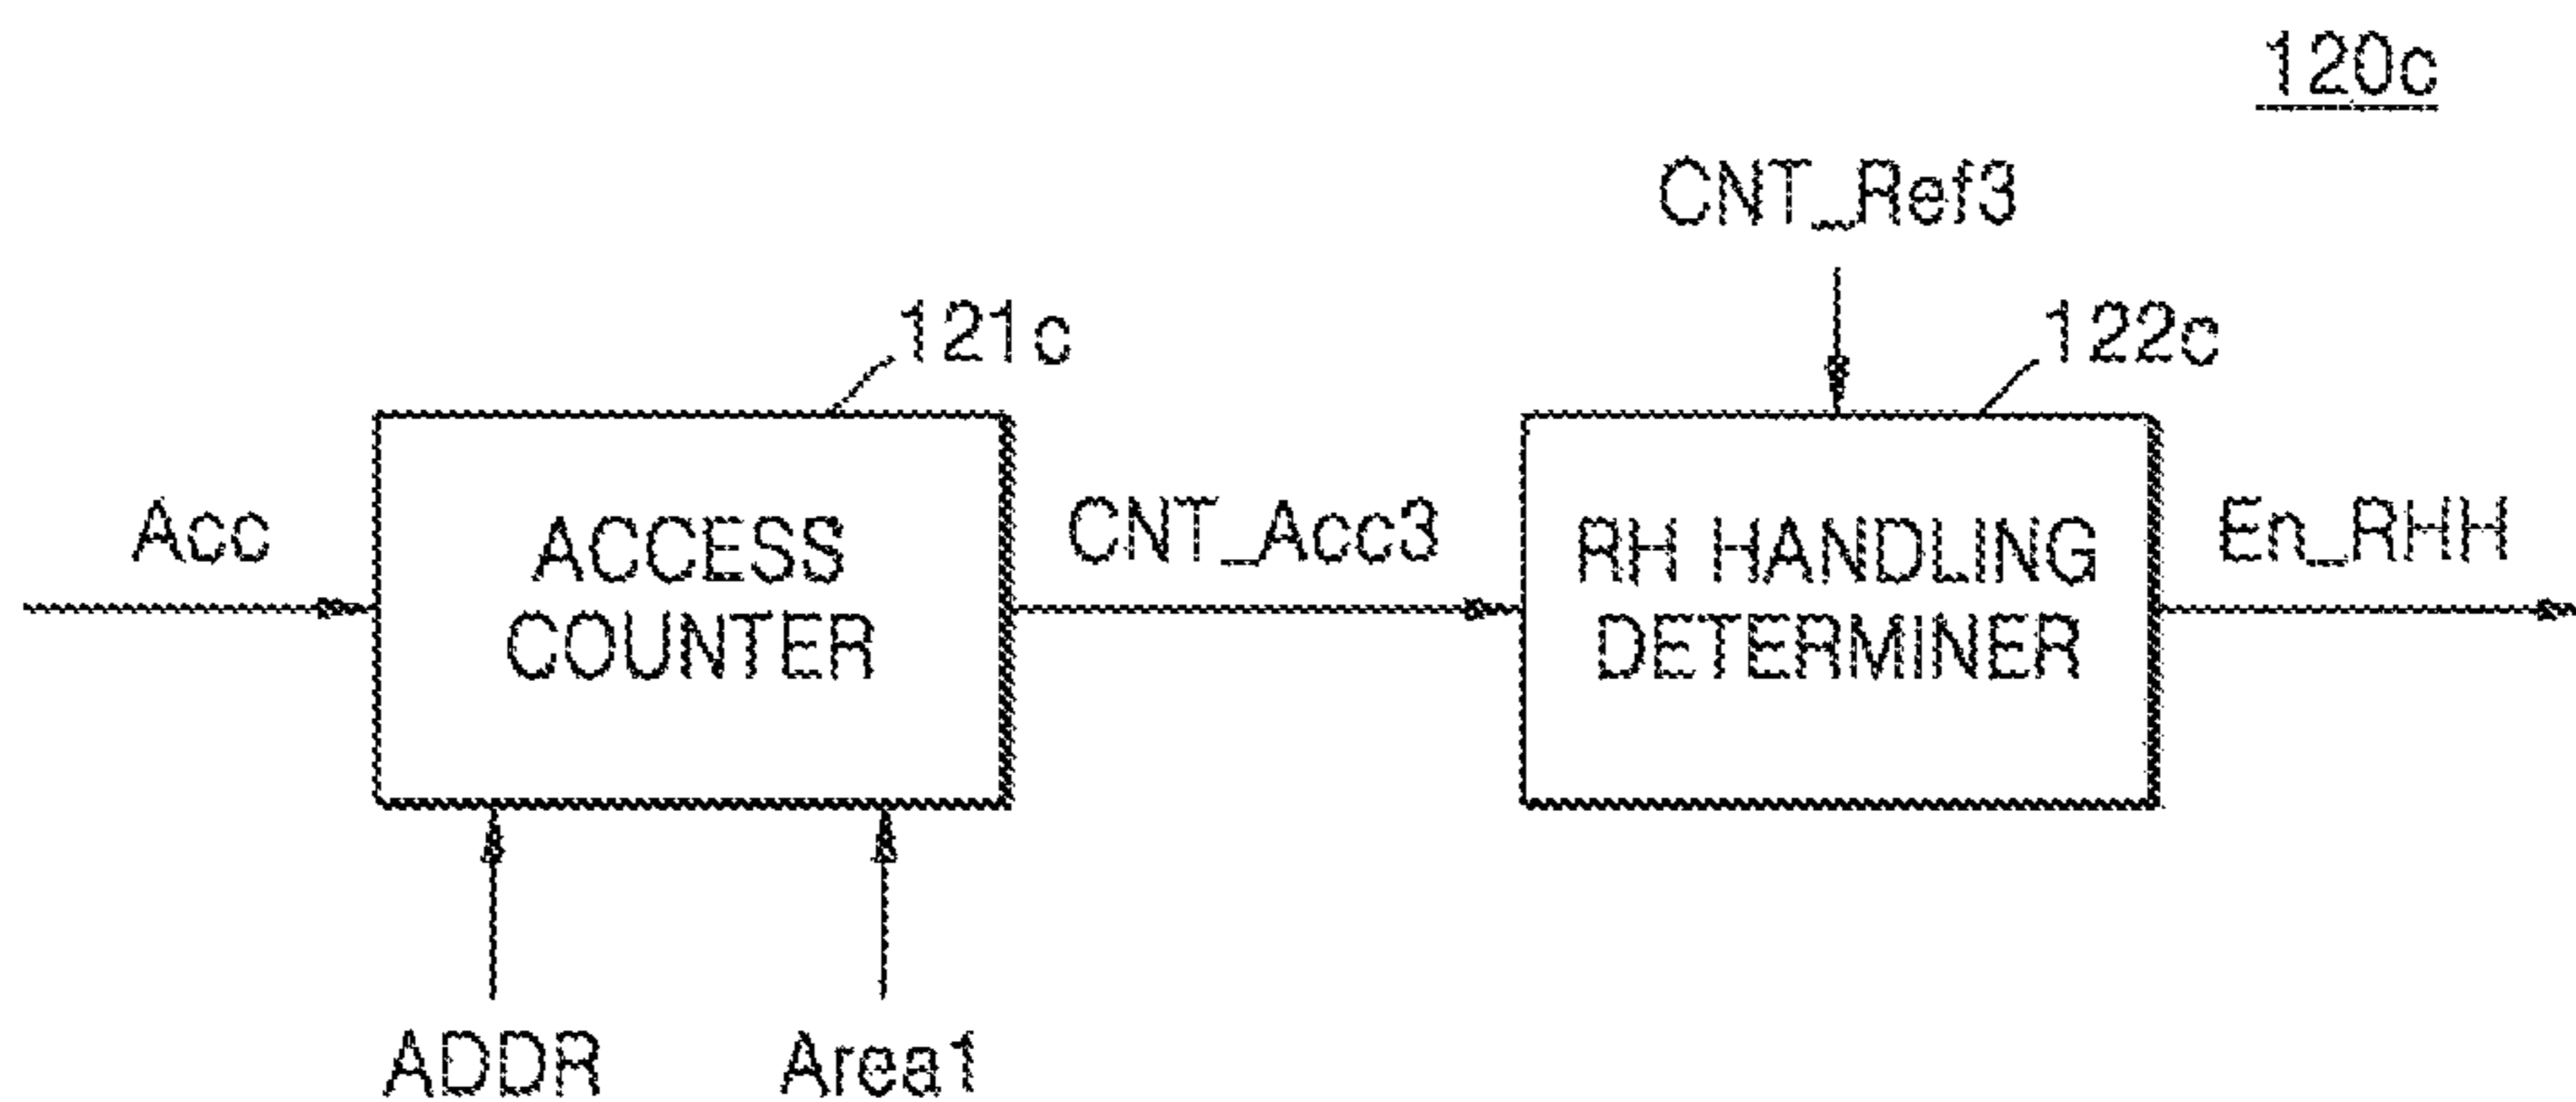 120c
CNT_Ref3
121c
122c
Acc
ACCESS
COUNTER
CNT_Acc3
RH HANDLING
DETERMINER
En_RHH
ADDR
Area1